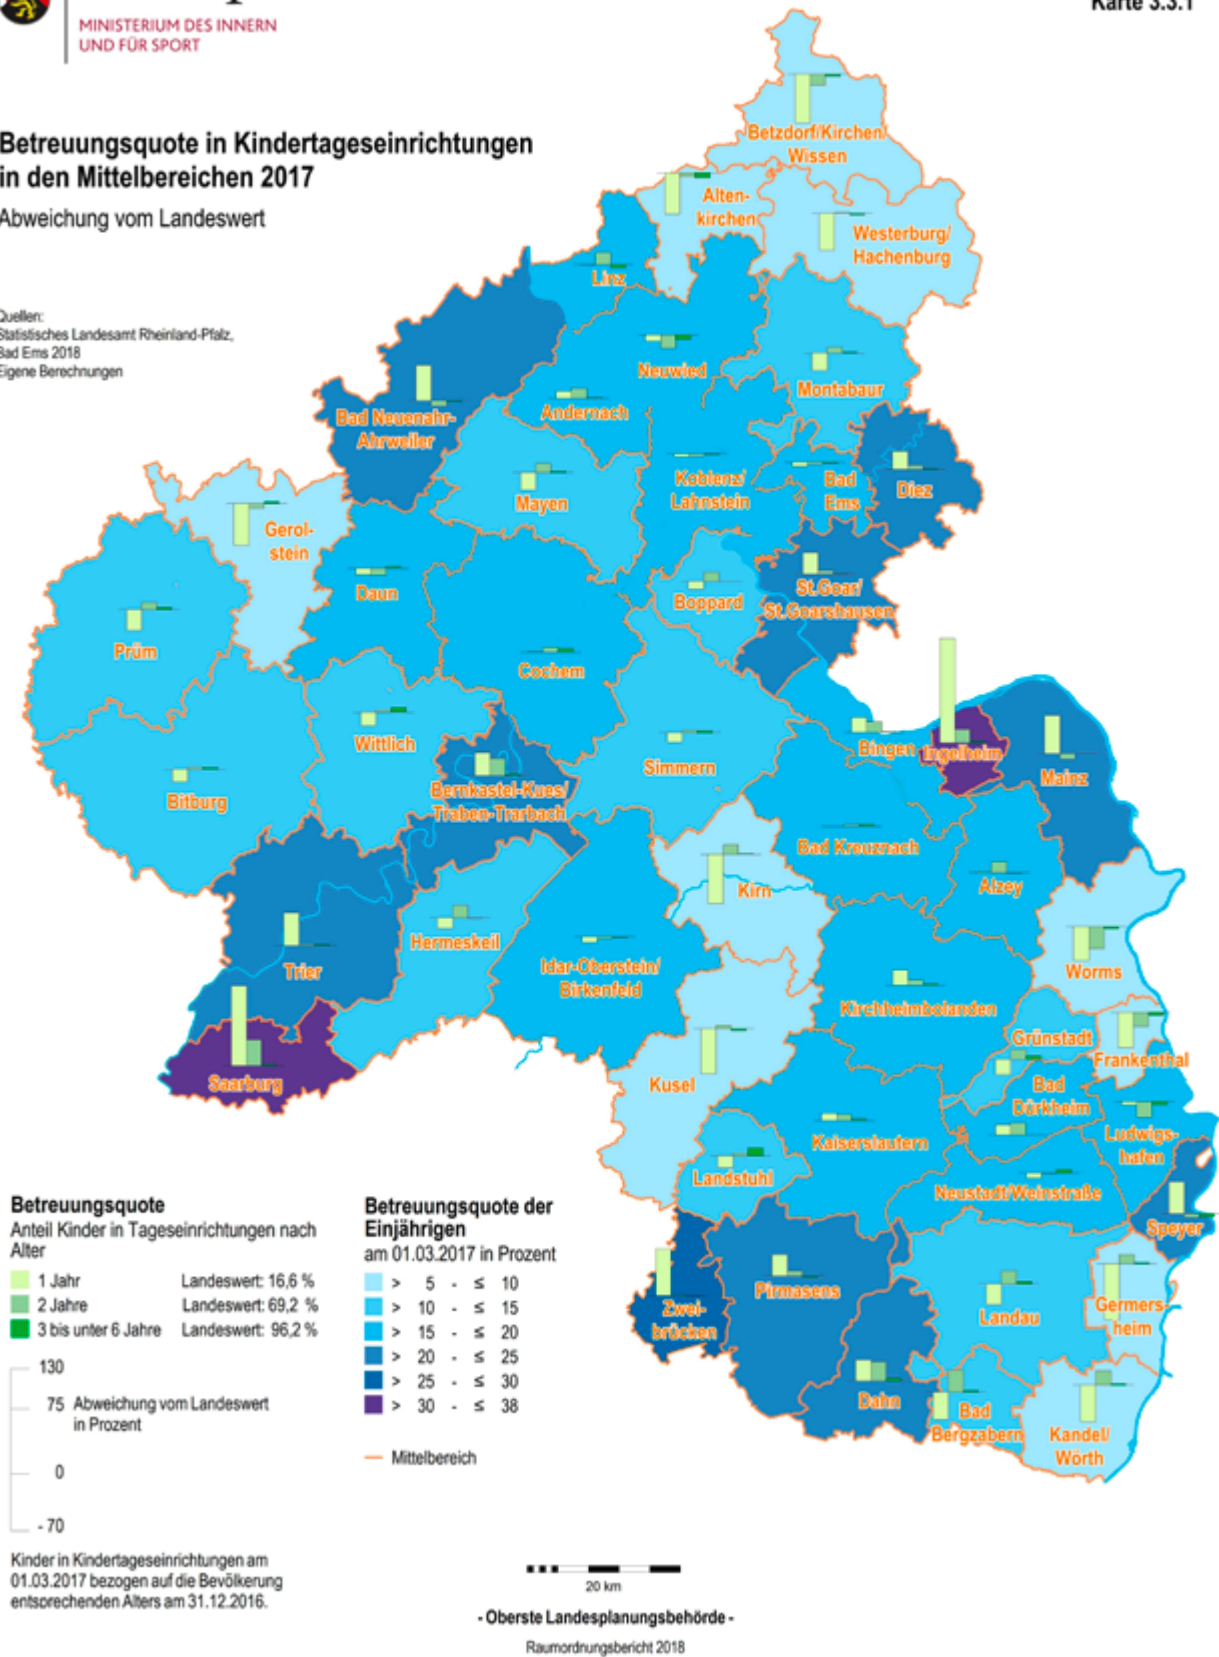 Karte 3.3.1
MINISTERIUM DES INNERN
UND FÜR SPORT
Betreuungsquote in Kindertageseinrichtungen
in den Mittelbereichen 2017
Abweichung vom Landeswert
Quellen:
Statistisches Landesamt Rheinland-Pfalz,
Bad Ems 2018
Eigene Berechnungen
Betzdorf/Kirchen/
Wissen
Alten-
kirchen
Westerburg/
Hachenburg
Linz
Neuwied
Montabaur
Andernach
Bad Neuenahr-
Ahrweiler
Mayen
Koblenz/
Lahnstein
Bad
Ems
Diez
Gerol-
stein
Daun
Boppard
St.Goar/
St.Goarshausen
Prüm
Cochem
Wittlich
Simmern
Bingen
Ingelheim
Mainz
Bitburg
Bernkastel-Kues/
Traben-Trarbach
Bad Kreuznach
Alzey
Kirn
Hermeskeil
Trier
Idar-Oberstein/
Birkenfeld
Worms
Kirchheimbolanden
Grünstadt
Frankenthal
Saarburg
Kusel
Bad
Dürkheim
Kaiserslautern
Ludwigs-
hafen
Landstuhl
Neustadt/Weinstraße
Speyer
Zwei-
brücken
Pirmasens
Landau
Germers-
heim
Dahn
Bad
Bergzabern
Kandel/
Wörth
Betreuungsquote
Anteil Kinder in Tageseinrichtungen nach
Alter
1 Jahr Landeswert: 16,6 %
2 Jahre Landeswert: 69,2 %
3 bis unter 6 Jahre Landeswert: 96,2 %
130
75 Abweichung vom Landeswert
in Prozent
0
- 70
Kinder in Kindertageseinrichtungen am
01.03.2017 bezogen auf die Bevölkerung
entsprechenden Alters am 31.12.2016.
Betreuungsquote der
Einjährigen
am 01.03.2017 in Prozent
> 5 - ≤ 10
> 10 - ≤ 15
> 15 - ≤ 20
> 20 - ≤ 25
> 25 - ≤ 30
> 30 - ≤ 38
Mittelbereich
20 km
- Oberste Landesplanungsbehörde -
Raumordnungsbericht 2018